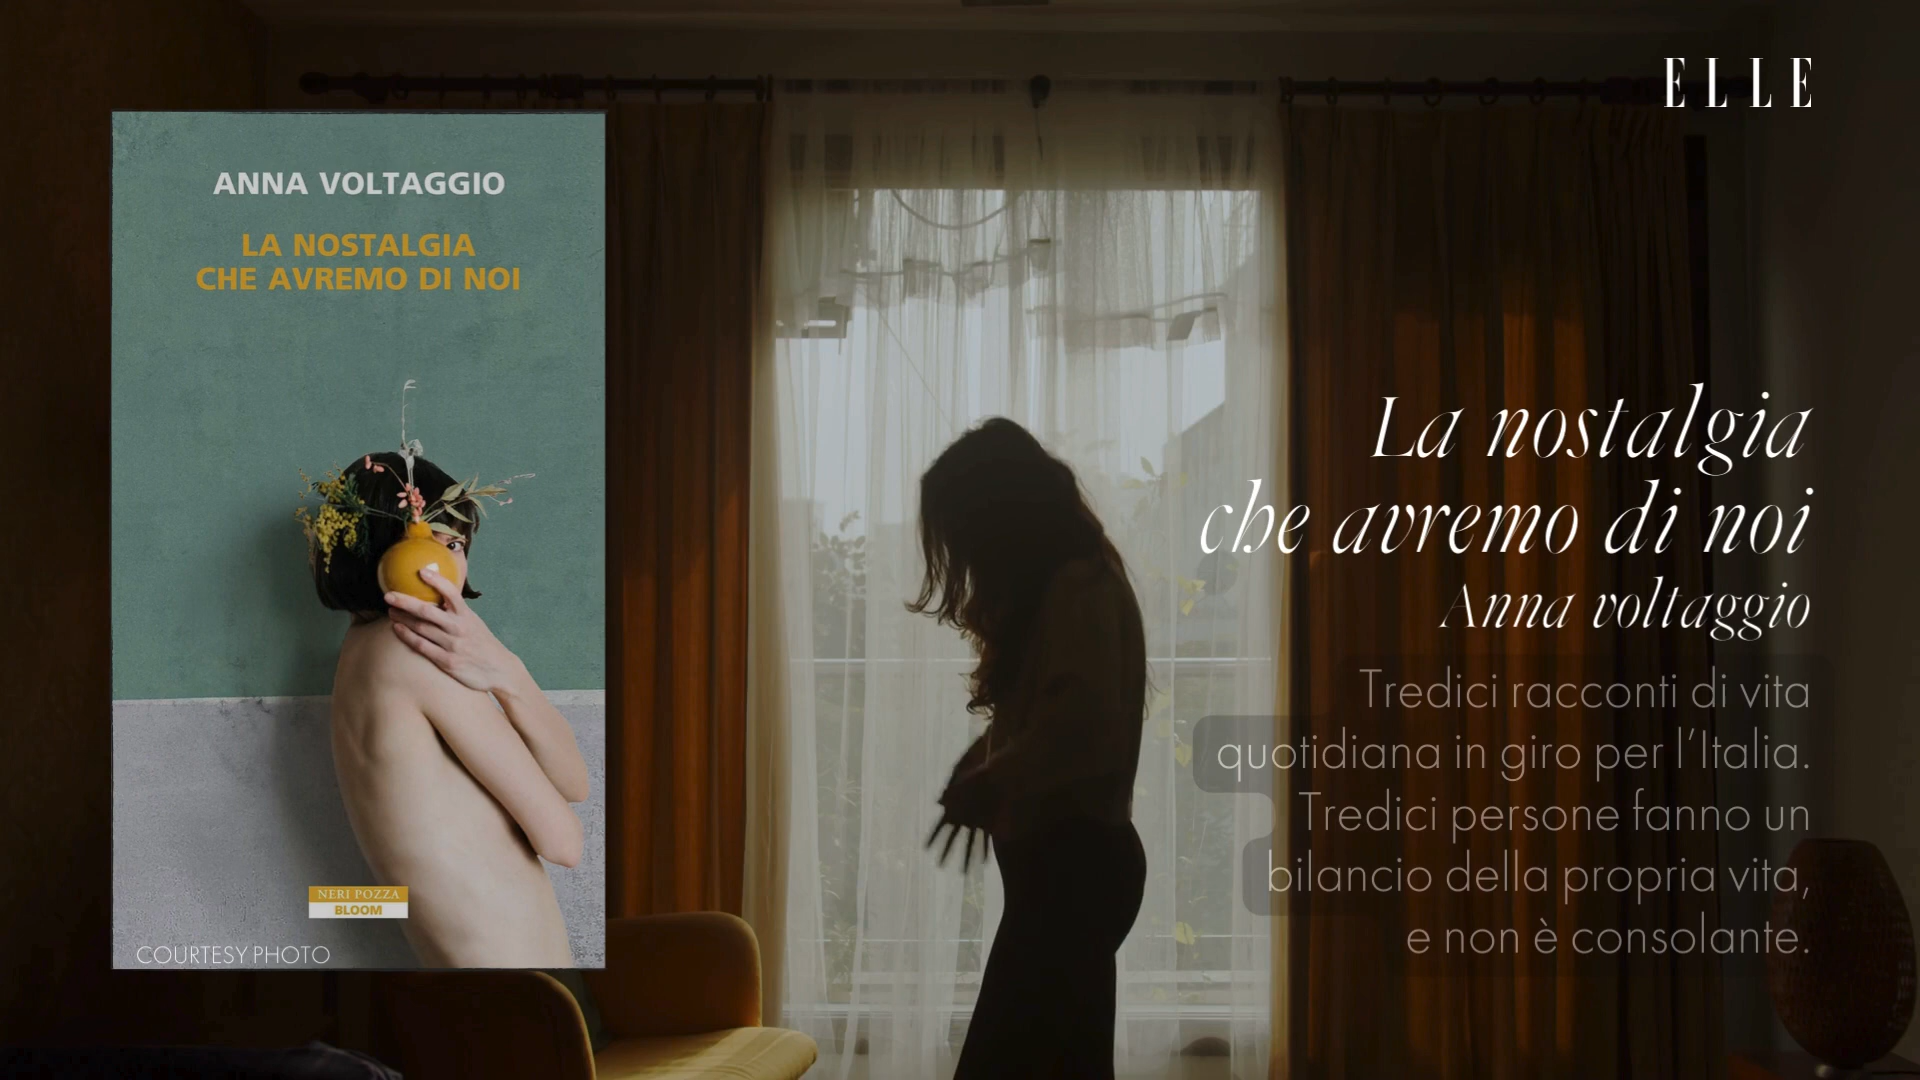 ELLE
ANNA VOLTAGGIO
LA NOSTALGIA
CHE AVREMO DI NOI
NERI POZZA
BLOOM
COURTESY PHOTO
La nostalgia
che avremo di noi
Anna voltaggio
Tredici racconti di vita
quotidiana in giro per l’Italia.
Tredici persone fanno un
bilancio della propria vita,
e non è consolante.